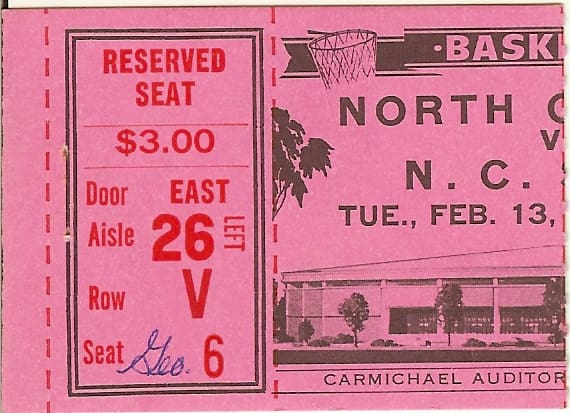 RESERVED
SEAT
$3.00
Door EAST
Aisle 26 LEFT
Row V
Seat Geo. 6
·BASK
NORTH
V
N. C.
TUE., FEB. 13,
CARMICHAEL AUDITOR